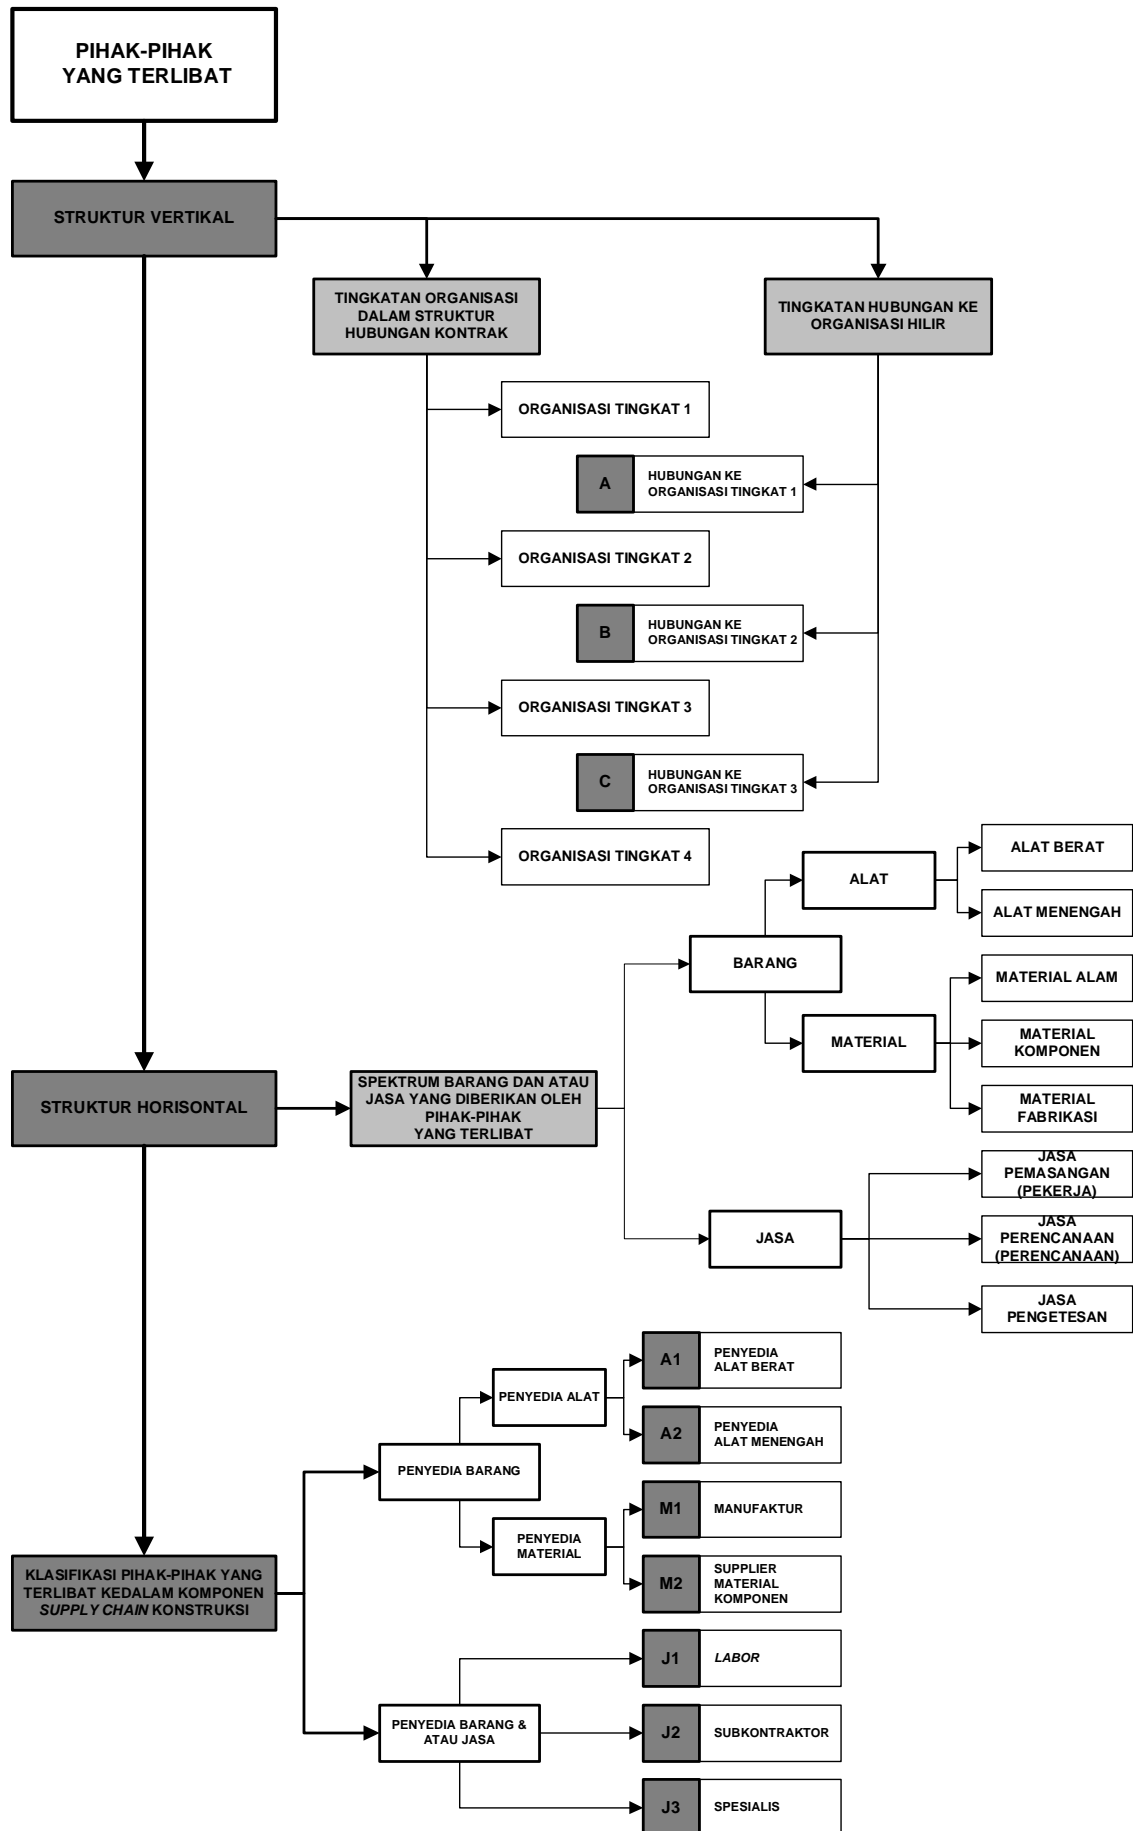 PIHAK-PIHAK
YANG TERLIBAT
STRUKTUR VERTIKAL
TINGKATAN ORGANISASI
DALAM STRUKTUR
HUBUNGAN KONTRAK
TINGKATAN HUBUNGAN KE
ORGANISASI HILIR
ORGANISASI TINGKAT 1
A
HUBUNGAN KE
ORGANISASI TINGKAT 1
ORGANISASI TINGKAT 2
B
HUBUNGAN KE
ORGANISASI TINGKAT 2
ORGANISASI TINGKAT 3
C
HUBUNGAN KE
ORGANISASI TINGKAT 3
ORGANISASI TINGKAT 4
ALAT
ALAT BERAT
ALAT MENENGAH
BARANG
MATERIAL
MATERIAL ALAM
MATERIAL
KOMPONEN
MATERIAL
FABRIKASI
STRUKTUR HORISONTAL
SPEKTRUM BARANG DAN ATAU
JASA YANG DIBERIKAN OLEH
PIHAK-PIHAK
YANG TERLIBAT
JASA
JASA
PEMASANGAN
(PEKERJA)
JASA
PERENCANAAN
(PERENCANAAN)
JASA
PENGETESAN
PENYEDIA ALAT
A1
PENYEDIA
ALAT BERAT
A2
PENYEDIA
ALAT MENENGAH
PENYEDIA BARANG
PENYEDIA
MATERIAL
M1
MANUFAKTUR
M2
SUPPLIER
MATERIAL
KOMPONEN
KLASIFIKASI PIHAK-PIHAK YANG
TERLIBAT KEDALAM KOMPONEN
SUPPLY CHAIN KONSTRUKSI
PENYEDIA BARANG &
ATAU JASA
J1
LABOR
J2
SUBKONTRAKTOR
J3
SPESIALIS